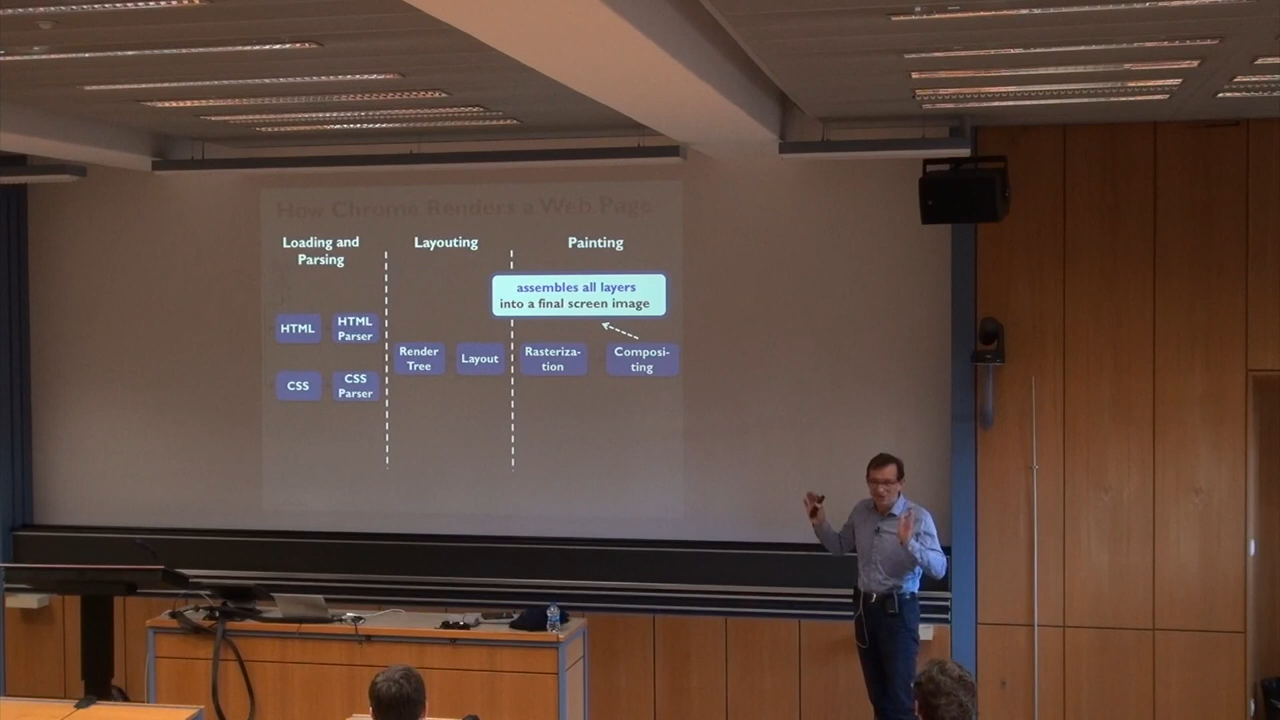 How Chrome Renders a Web Page
Loading and
Parsing
Layouting
Painting
assembles all layers
into a final screen image
HTML
HTML
Parser
Render
Tree
Layout
Rasteriza-
tion
Composi-
ting
CSS
CSS
Parser